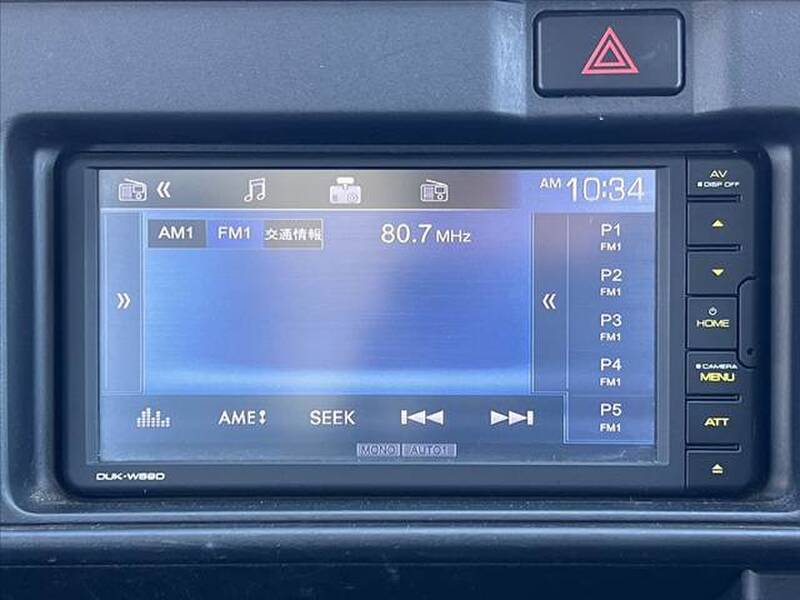 AM 10:34
AM1 FM1 交通情報 80.7 MHz
P1
FM1
P2
FM1
P3
FM1
P4
FM1
P5
FM1
AME SEEK
MONO AUTO1
DUK-W69D
AV
DISP OFF
HOME
CAMERA
MENU
ATT